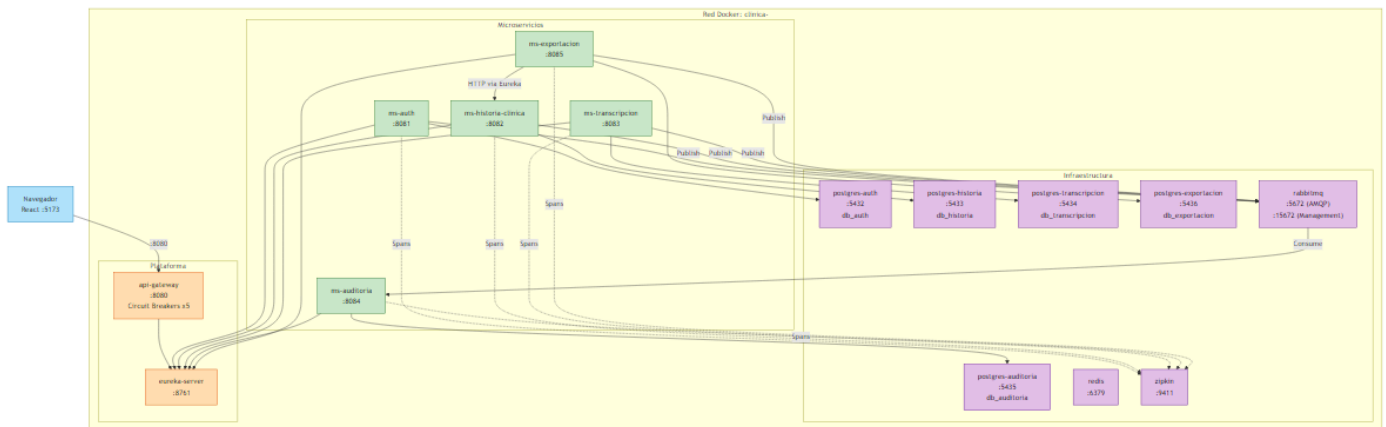 Red Docker: clinica-
Microservicios
ms-exportacion
:8085
HTTP via Eureka
ms-auth
:8081
ms-historia-clinica
:8082
ms-transcripcion
:8083
Publish
Publish
Publish
Publish
Infraestructura
postgres-auth
:5432
db_auth
postgres-historia
:5433
db_historia
postgres-transcripcion
:5434
db_transcripcion
postgres-exportacion
:5436
db_exportacion
rabbitmq
:5672 (AMQP)
:15672 (Management)
Navegador
React :5173
:8080
Spans
Spans
Spans
Spans
Consume
Plataforma
api-gateway
:8080
Circuit Breakers x5
ms-auditoria
:8084
Spans
eureka-server
:8761
postgres-auditoria
:5435
db_auditoria
redis
:6379
zipkin
:9411